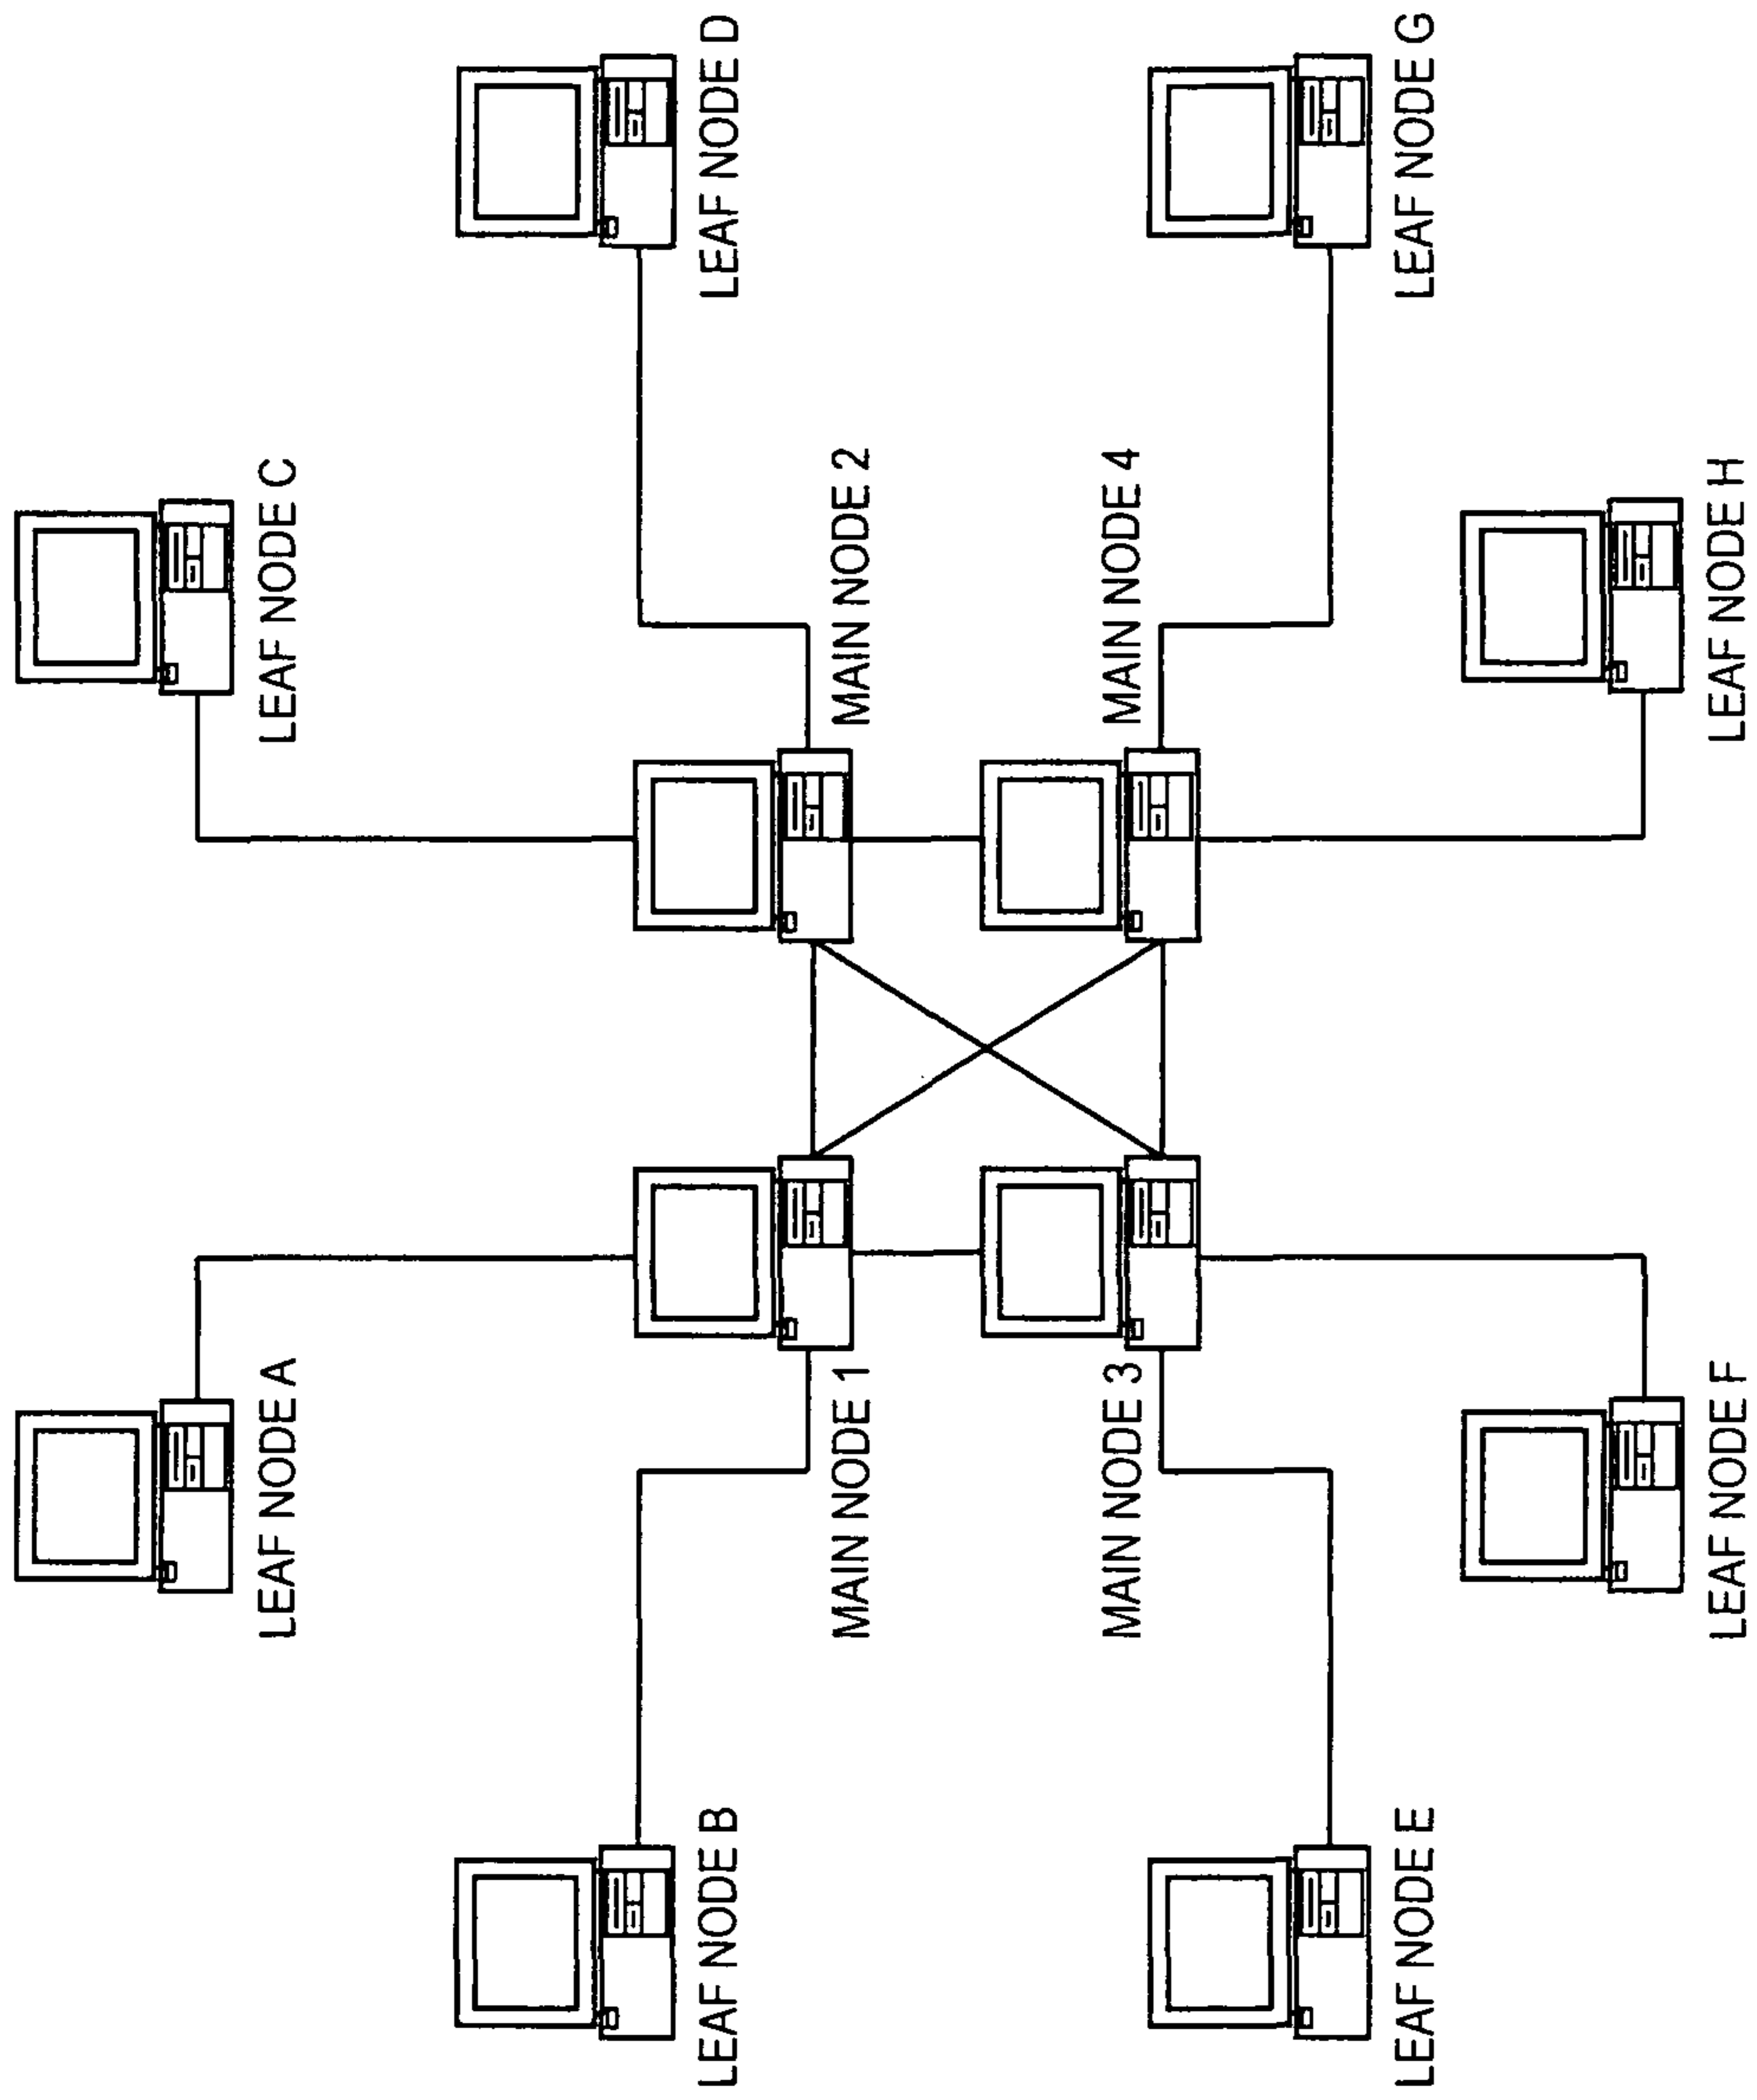 LEAF NODE A
LEAF NODE C
LEAF NODE B
LEAF NODE D
MAIN NODE 1
MAIN NODE 2
MAIN NODE 3
MAIN NODE 4
LEAF NODE E
LEAF NODE G
LEAF NODE F
LEAF NODE H